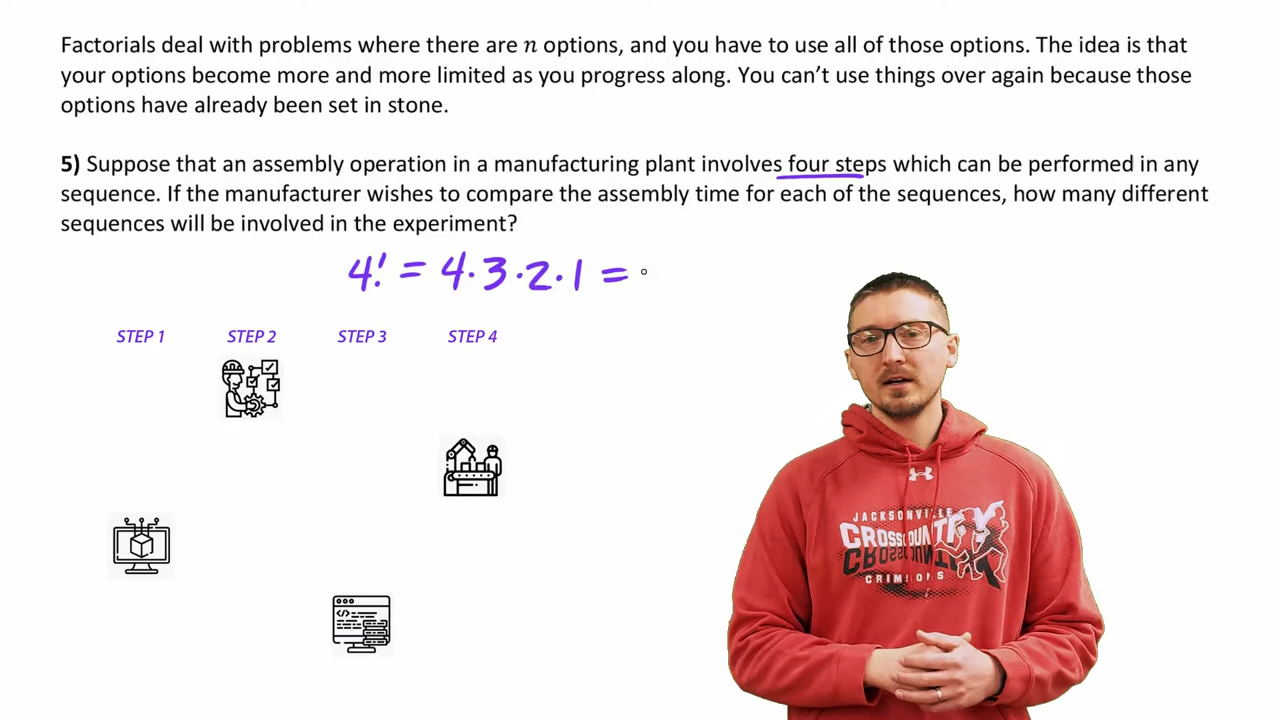 Factorials deal with problems where there are n options, and you have to use all of those options. The idea is that
your options become more and more limited as you progress along. You can’t use things over again because those
options have already been set in stone.
5) Suppose that an assembly operation in a manufacturing plant involves four steps which can be performed in any
sequence. If the manufacturer wishes to compare the assembly time for each of the sequences, how many different
sequences will be involved in the experiment?
4! = 4·3·2·1 =
STEP 1 STEP 2 STEP 3 STEP 4
JACKSONVILLE
CRIMSONS